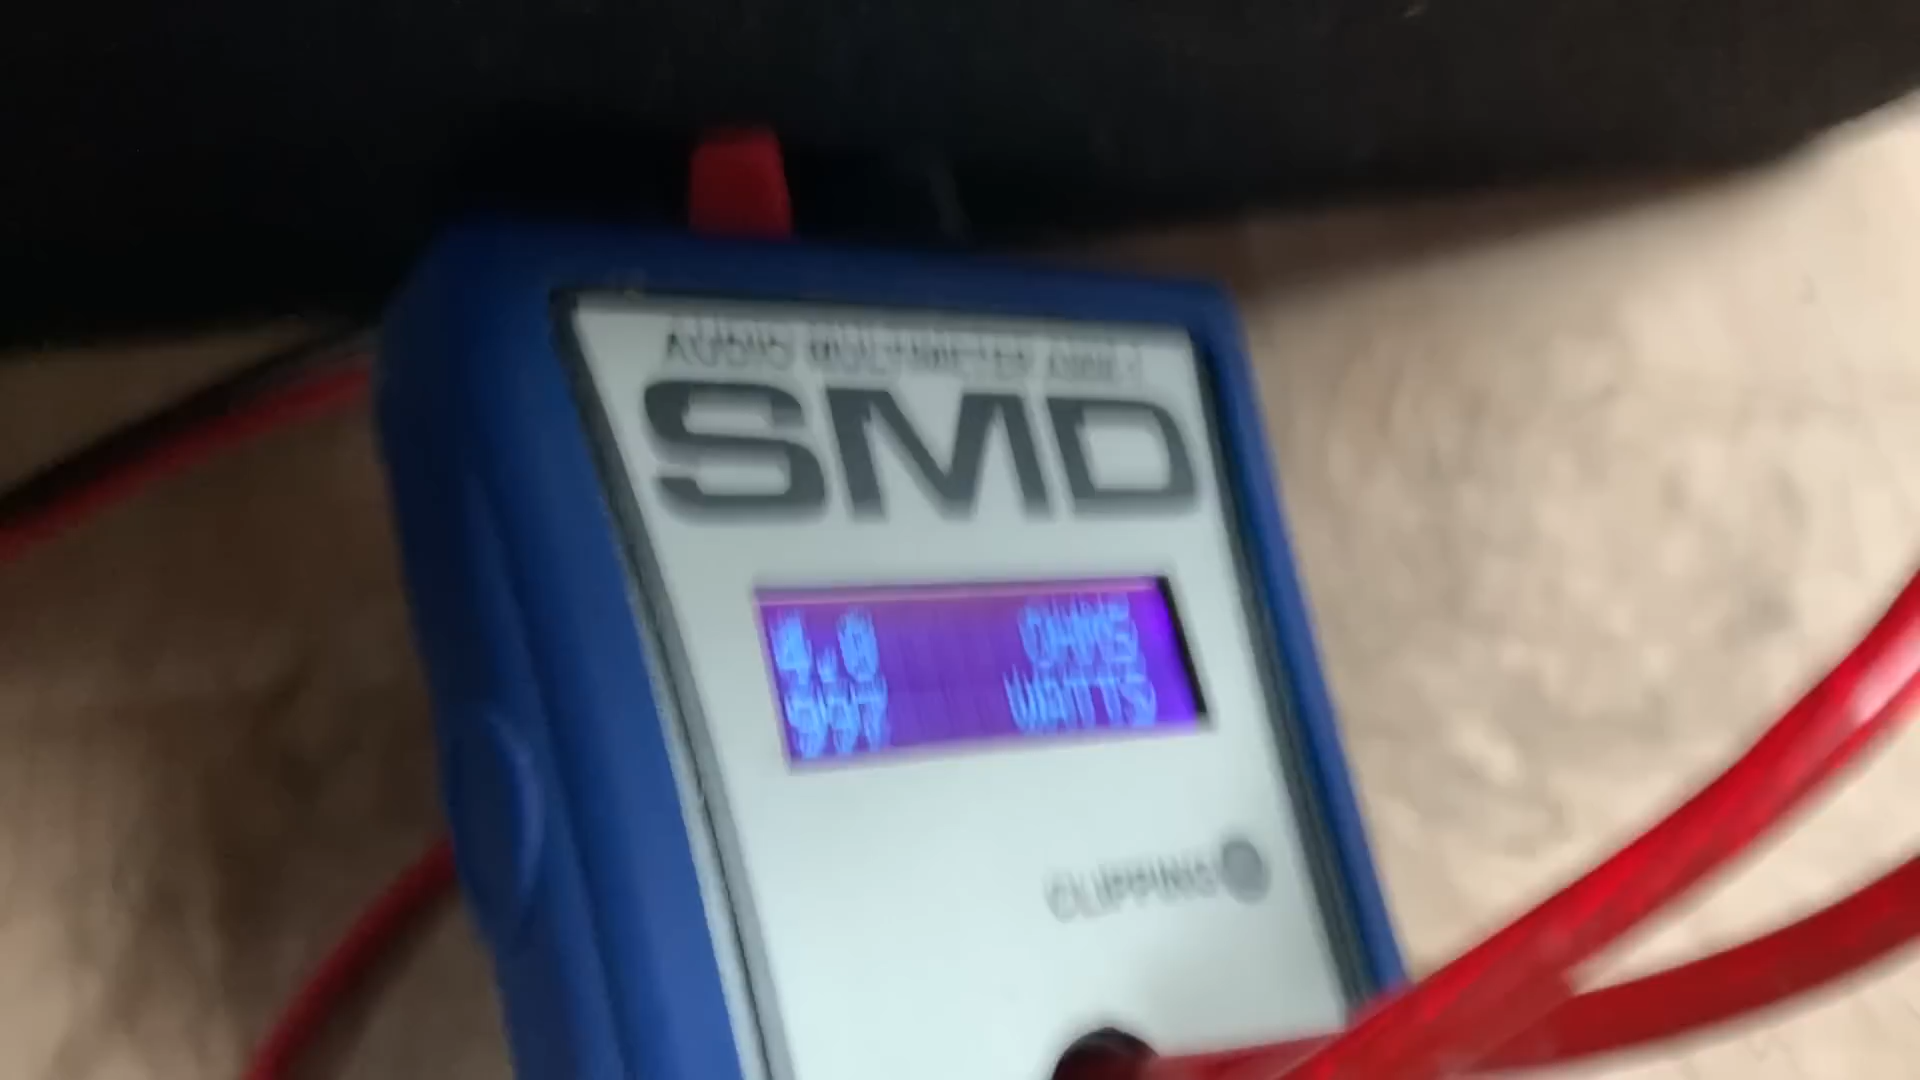 AUDIO MULTIMETER AMM-1
SMD
4.0 OHMS
WATTS
CLIPPING